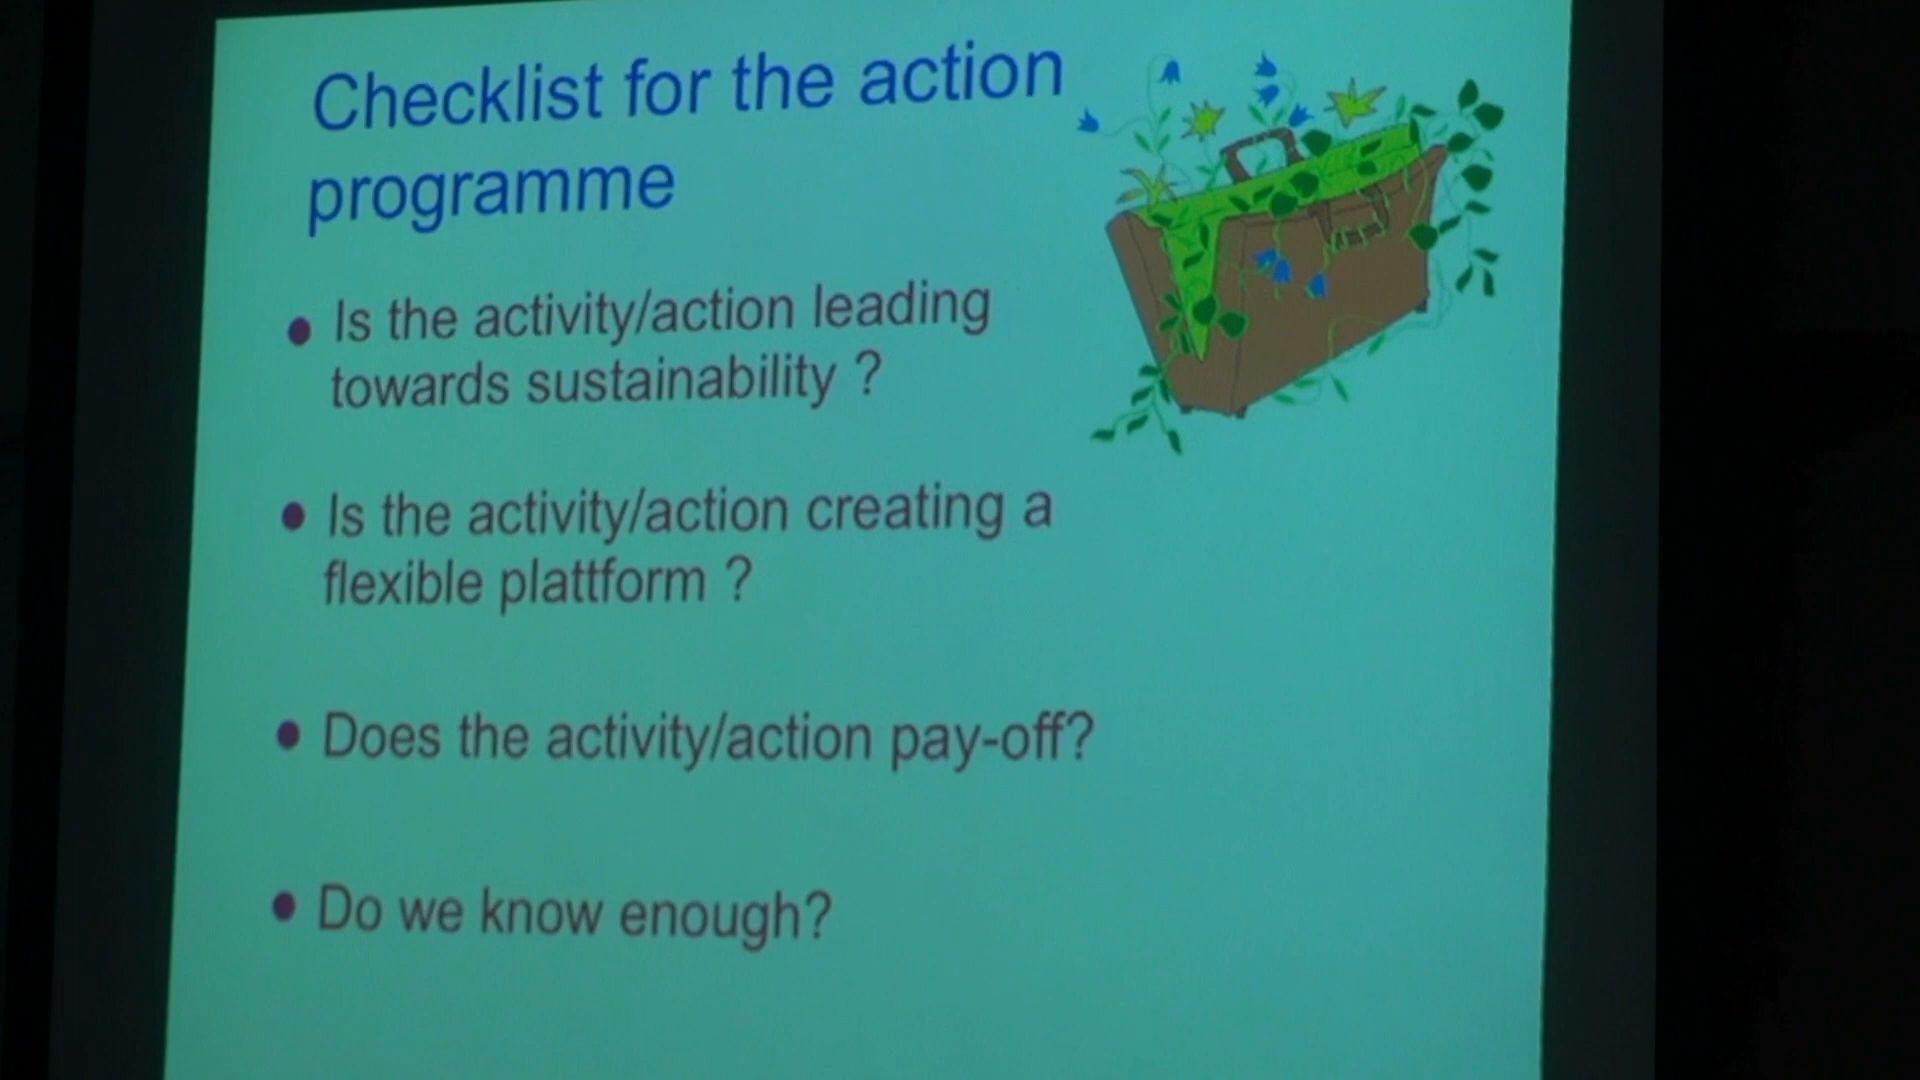 Checklist for the action
programme
• Is the activity/action leading
towards sustainability ?
• Is the activity/action creating a
flexible plattform ?
• Does the activity/action pay-off?
• Do we know enough?